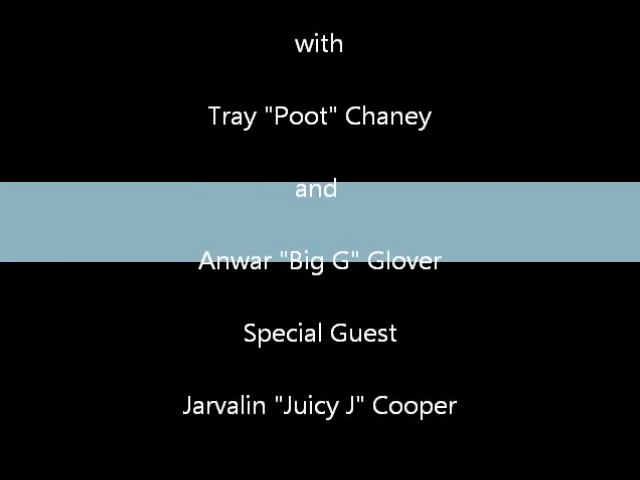 with
Tray "Poot" Chaney
and
Anwar "Big G" Glover
Special Guest
Jarvalin "Juicy J" Cooper